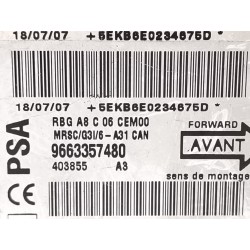 18/07/07 +5EKB6E0234675D *
18/07/07 +5EKB6E0234675D *
PSA
RBG A8 C 06 CEM00
MRSC/G3I/6-A31 CAN
9663357480
403855 A3
FORWARD
AVANT
sens de montage
CE